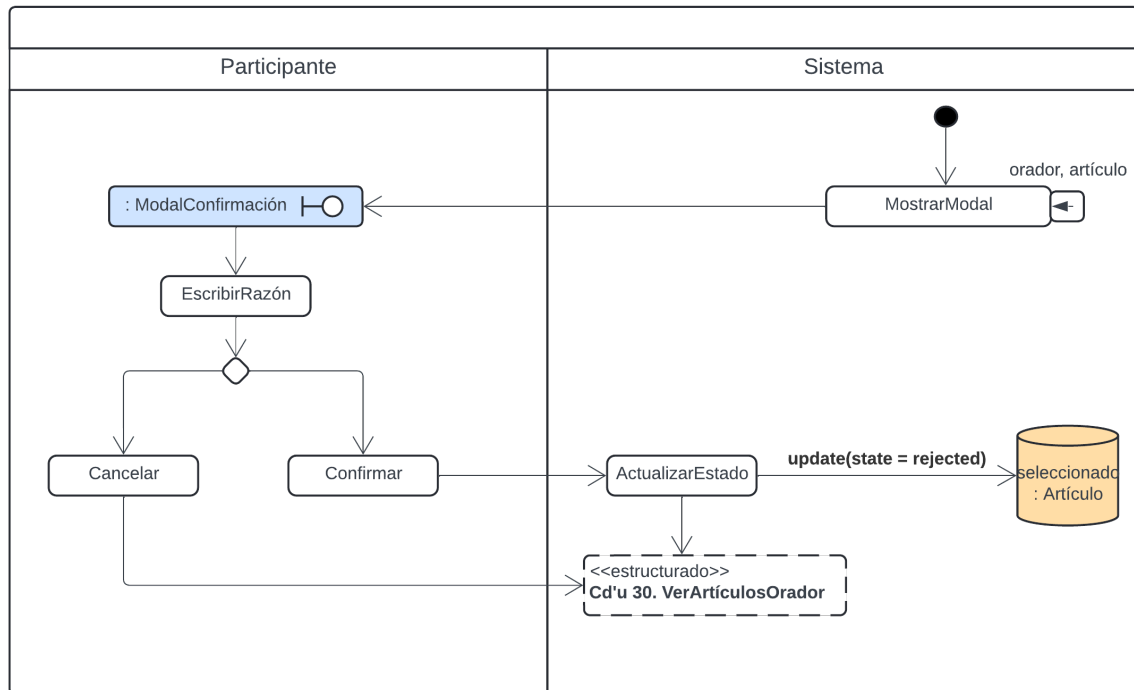 Participante
Sistema
orador, artículo
: ModalConfirmación
MostrarModal
EscribirRazón
Cancelar
Confirmar
ActualizarEstado
update(state = rejected)
seleccionado
: Artículo
<<estructurado>>
Cd'u 30. VerArtículosOrador